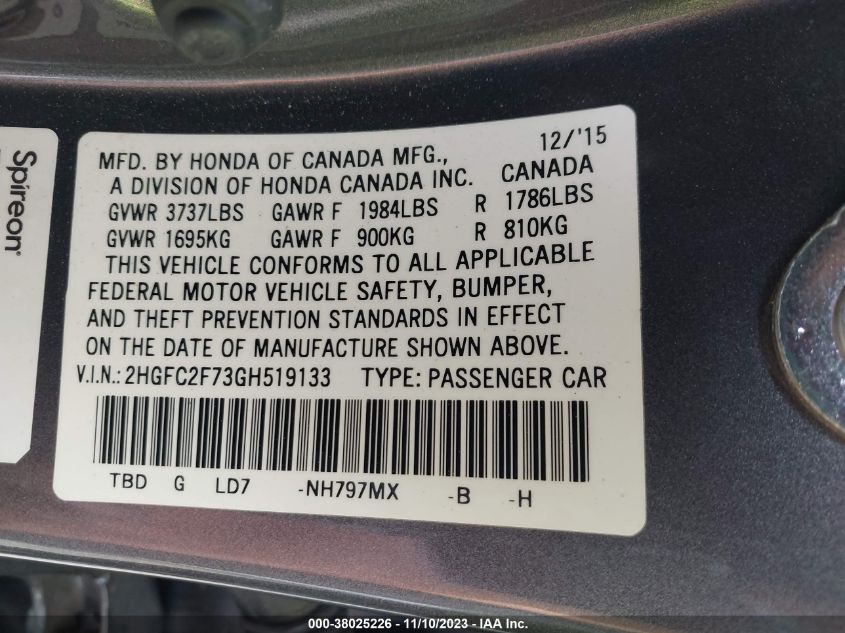 Spireon
12/'15
MFD. BY HONDA OF CANADA MFG.,
A DIVISION OF HONDA CANADA INC. CANADA
GVWR 3737LBS GAWR F 1984LBS R 1786LBS
GVWR 1695KG GAWR F 900KG R 810KG
THIS VEHICLE CONFORMS TO ALL APPLICABLE
FEDERAL MOTOR VEHICLE SAFETY, BUMPER,
AND THEFT PREVENTION STANDARDS IN EFFECT
ON THE DATE OF MANUFACTURE SHOWN ABOVE.
V.I.N.: 2HGFC2F73GH519133 TYPE: PASSENGER CAR
TBD G LD7 -NH797MX -B -H
000-38025226 - 11/10/2023 - IAA Inc.